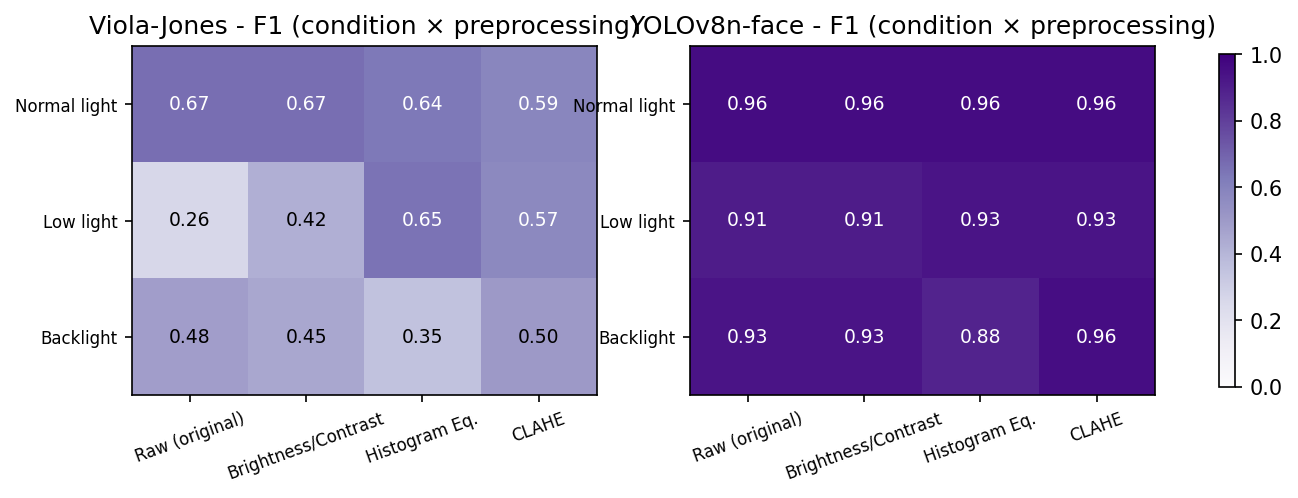 Viola-Jones - F1 (condition × preprocessing)
Normal light 0.67 0.67 0.64 0.59
Low light 0.26 0.42 0.65 0.57
Backlight 0.48 0.45 0.35 0.50
Raw (original) Brightness/Contrast Histogram Eq. CLAHE
YOLOv8n-face - F1 (condition × preprocessing)
Normal light 0.96 0.96 0.96 0.96
Low light 0.91 0.91 0.93 0.93
Backlight 0.93 0.93 0.88 0.96
Raw (original) Brightness/Contrast Histogram Eq. CLAHE
1.0
0.8
0.6
0.4
0.2
0.0